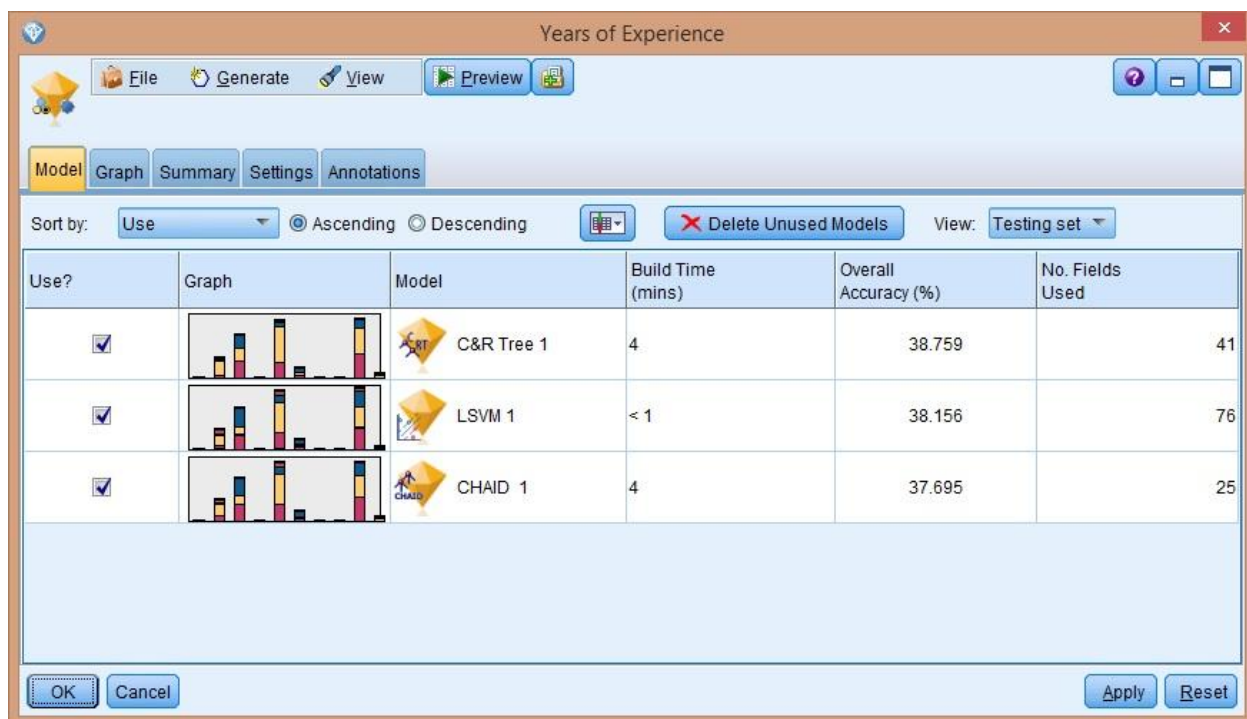 Years of Experience
File Generate View Preview
Model Graph Summary Settings Annotations
Sort by: Use Ascending Descending Delete Unused Models View: Testing set
Use? Graph Model Build Time (mins) Overall Accuracy (%) No. Fields Used
C&R Tree 1 4 38.759 41
LSVM 1 < 1 38.156 76
CHAID 1 4 37.695 25
OK Cancel Apply Reset